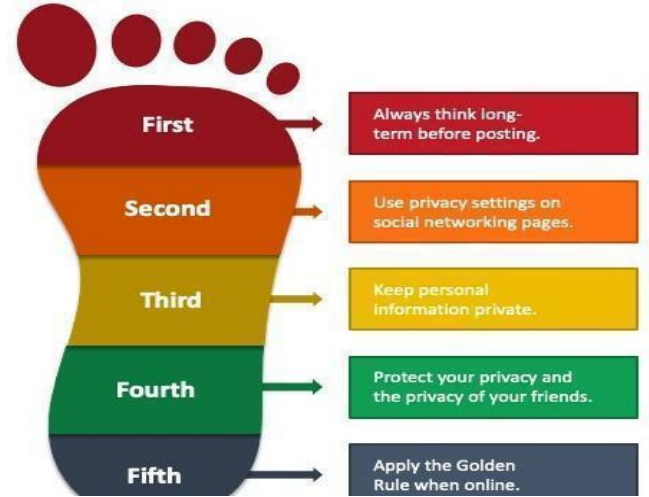 First
Always think long-
term before posting.
Second
Use privacy settings on
social networking pages.
Third
Keep personal
information private.
Fourth
Protect your privacy and
the privacy of your friends.
Fifth
Apply the Golden
Rule when online.